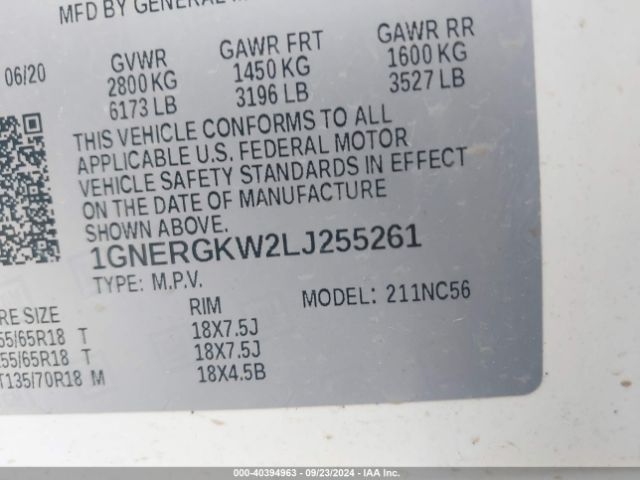 MFD BY GENERAL
06/20
GVWR GAWR FRT GAWR RR
2800 KG 1450 KG 1600 KG
6173 LB 3196 LB 3527 LB
THIS VEHICLE CONFORMS TO ALL
APPLICABLE U.S. FEDERAL MOTOR
VEHICLE SAFETY STANDARDS IN EFFECT
ON THE DATE OF MANUFACTURE
SHOWN ABOVE.
1GNERGKW2LJ255261
TYPE: M.P.V. MODEL: 211NC56
RE SIZE RIM
55/65R18 T 18X7.5J
255/65R18 T 18X7.5J
T135/70R18 M 18X4.5B
000-40394963 - 09/23/2024 - IAA Inc.